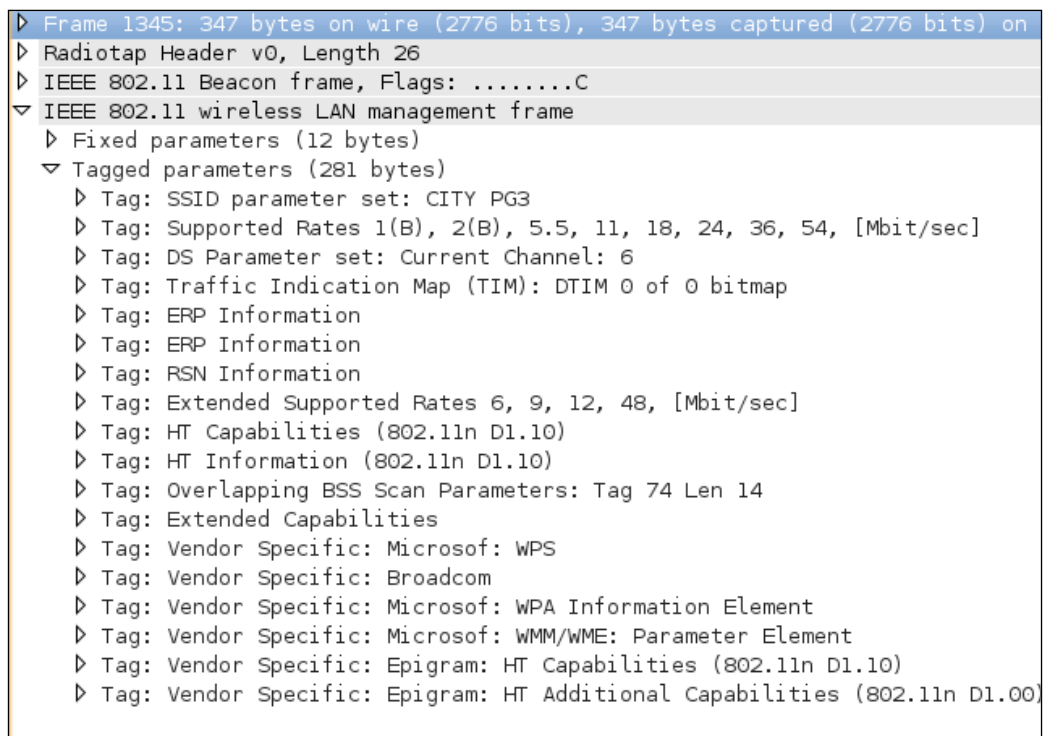 Frame 1345: 347 bytes on wire (2776 bits), 347 bytes captured (2776 bits) on
Radiotap Header v0, Length 26
IEEE 802.11 Beacon frame, Flags: ........C
IEEE 802.11 wireless LAN management frame
Fixed parameters (12 bytes)
Tagged parameters (281 bytes)
Tag: SSID parameter set: CITY PG3
Tag: Supported Rates 1(B), 2(B), 5.5, 11, 18, 24, 36, 54, [Mbit/sec]
Tag: DS Parameter set: Current Channel: 6
Tag: Traffic Indication Map (TIM): DTIM 0 of 0 bitmap
Tag: ERP Information
Tag: ERP Information
Tag: RSN Information
Tag: Extended Supported Rates 6, 9, 12, 48, [Mbit/sec]
Tag: HT Capabilities (802.11n D1.10)
Tag: HT Information (802.11n D1.10)
Tag: Overlapping BSS Scan Parameters: Tag 74 Len 14
Tag: Extended Capabilities
Tag: Vendor Specific: Microsof: WPS
Tag: Vendor Specific: Broadcom
Tag: Vendor Specific: Microsof: WPA Information Element
Tag: Vendor Specific: Microsof: WMM/WME: Parameter Element
Tag: Vendor Specific: Epigram: HT Capabilities (802.11n D1.10)
Tag: Vendor Specific: Epigram: HT Additional Capabilities (802.11n D1.00)